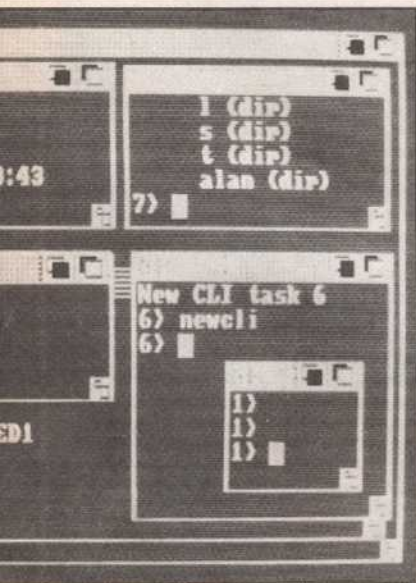 l (dir)
s (dir)
t (dir)
alan (dir)
7>
:43
New CLI task 6
6> newcli
6>
ED1
1>
1>
1>